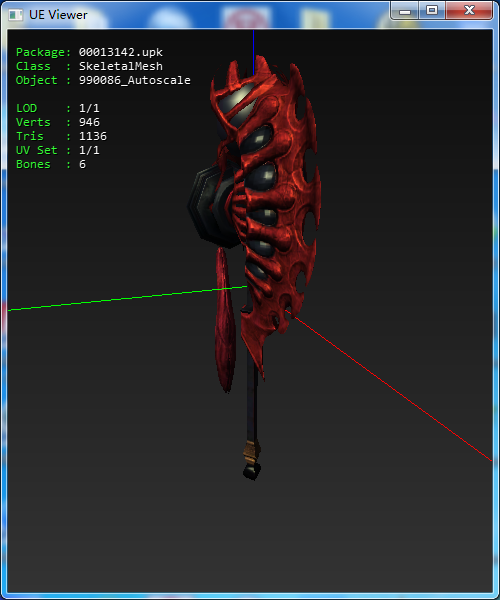 UE Viewer
Package: 00013142.upk
Class  : SkeletalMesh
Object : 990086_Autoscale
LOD    : 1/1
Verts  : 946
Tris   : 1136
UV Set : 1/1
Bones  : 6